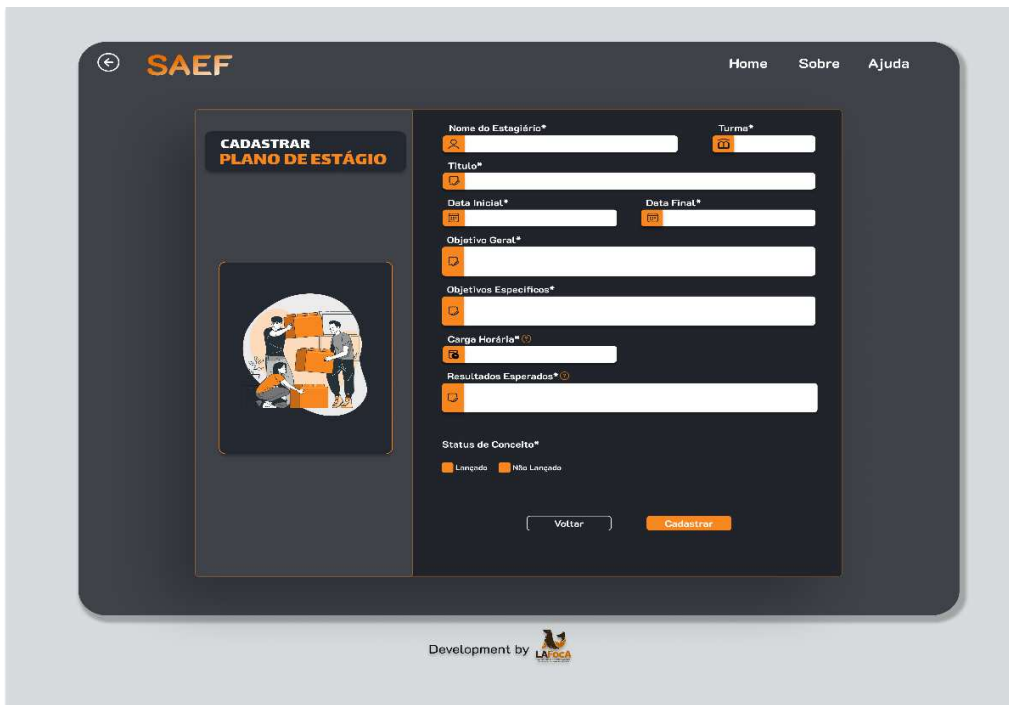 SAEF
Home Sobre Ajuda
CADASTRAR
PLANO DE ESTÁGIO
Nome do Estagiário* Turma*
Título*
Data Inicial* Data Final*
Objetivo Geral*
Objetivos Específicos*
Carga Horária*
Resultados Esperados*
Status de Conceito*
Lançado Não Lançado
Voltar Cadastrar
Development by LAFOCA